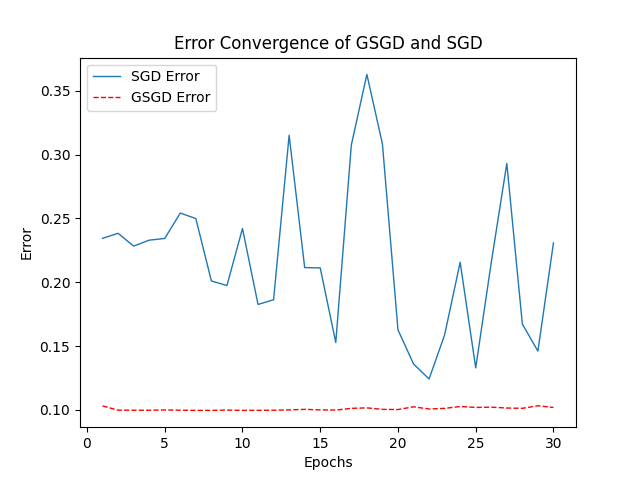 Error Convergence of GSGD and SGD
SGD Error
GSGD Error
0.35
0.30
0.25
0.20
0.15
0.10
Error
0 5 10 15 20 25 30
Epochs